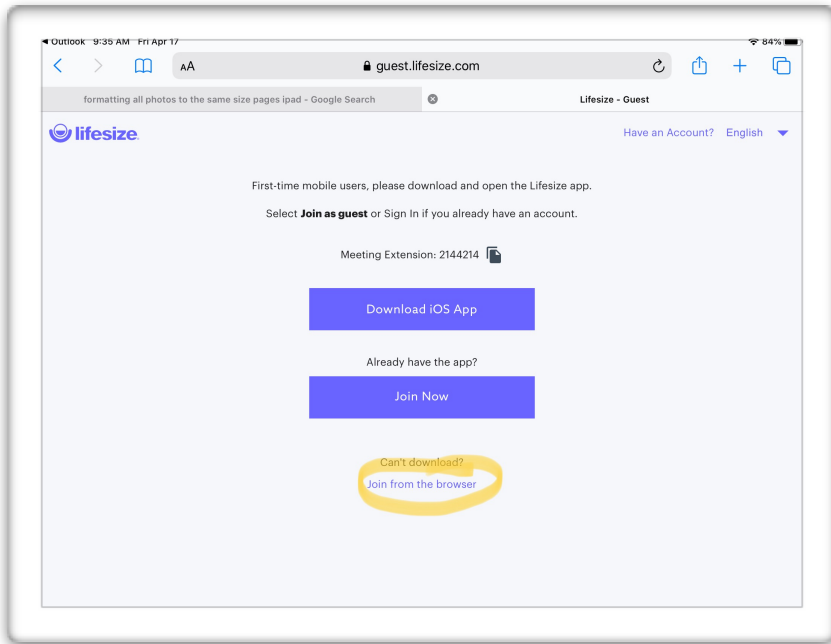 ◀ Outlook 9:35 AM Fri Apr 17 84%
AA guest.lifesize.com
formatting all photos to the same size pages ipad - Google Search Lifesize - Guest
lifesize Have an Account? English
First-time mobile users, please download and open the Lifesize app.
Select Join as guest or Sign In if you already have an account.
Meeting Extension: 2144214
Download iOS App
Already have the app?
Join Now
Can't download?
Join from the browser